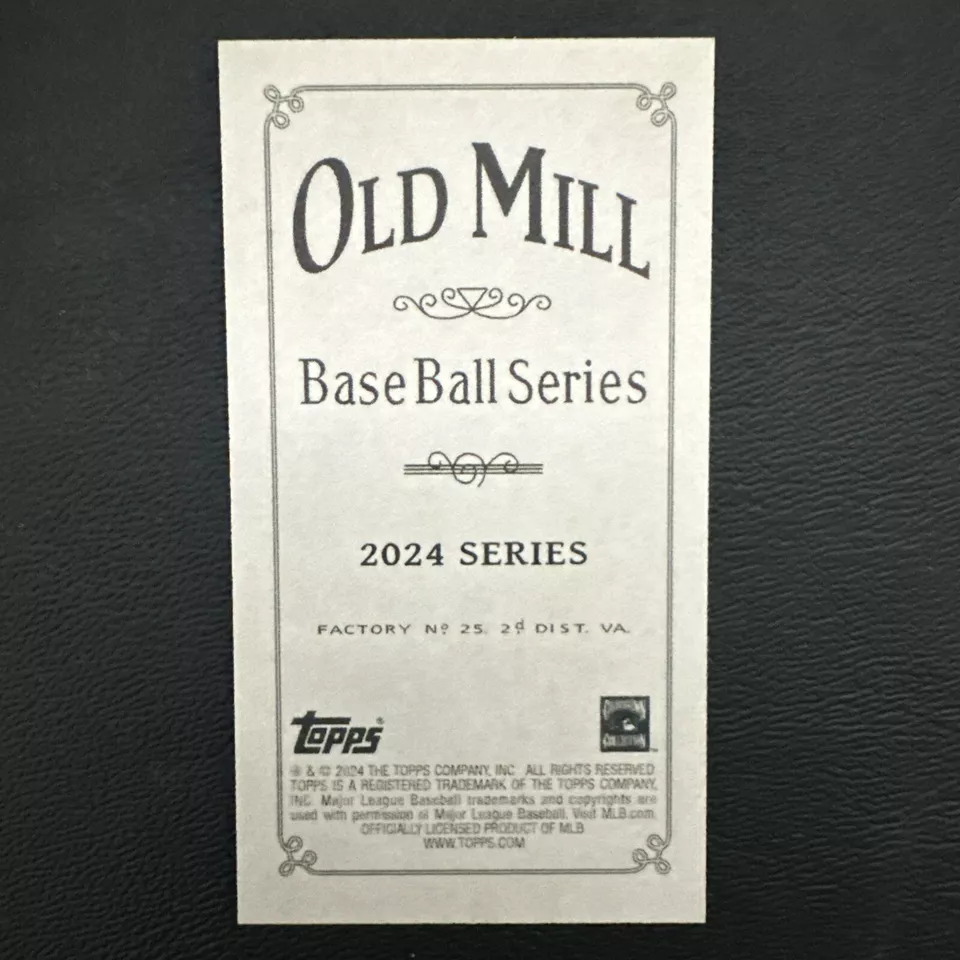 OLD MILL
Base Ball Series
2024 SERIES
FACTORY Nº 25. 2d DIST. VA.
TOPPS®
® & © 2024 THE TOPPS COMPANY, INC. ALL RIGHTS RESERVED
TOPPS IS A REGISTERED TRADEMARK OF THE TOPPS COMPANY,
INC. Major League Baseball trademarks and copyrights are
used with permission of Major League Baseball. Visit MLB.com.
OFFICIALLY LICENSED PRODUCT OF MLB
WWW.TOPPS.COM